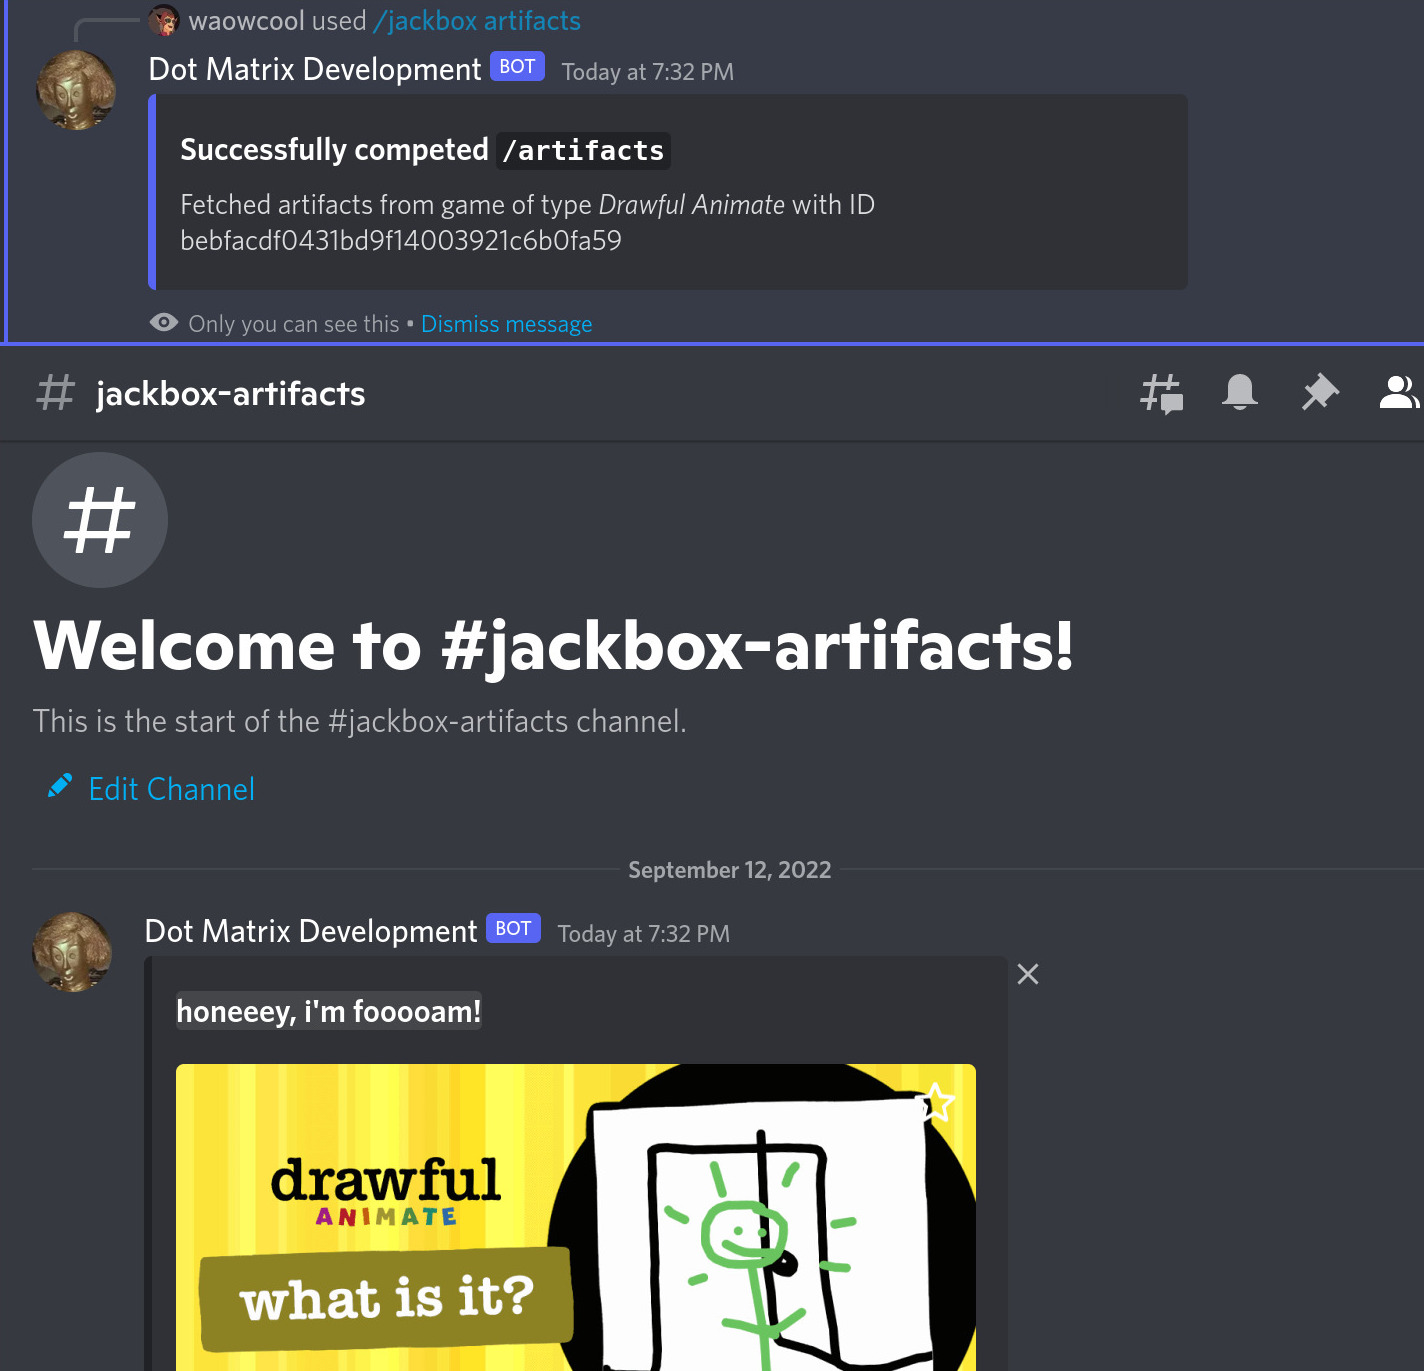 waowcool used /jackbox artifacts
Dot Matrix Development BOT Today at 7:32 PM
Successfully competed /artifacts
Fetched artifacts from game of type Drawful Animate with ID
bebfacdf0431bd9f14003921c6b0fa59
Only you can see this • Dismiss message
# jackbox-artifacts
#
Welcome to #jackbox-artifacts!
This is the start of the #jackbox-artifacts channel.
Edit Channel
September 12, 2022
Dot Matrix Development BOT Today at 7:32 PM
honeeey, i'm fooooam!
drawful
ANIMATE
what is it?